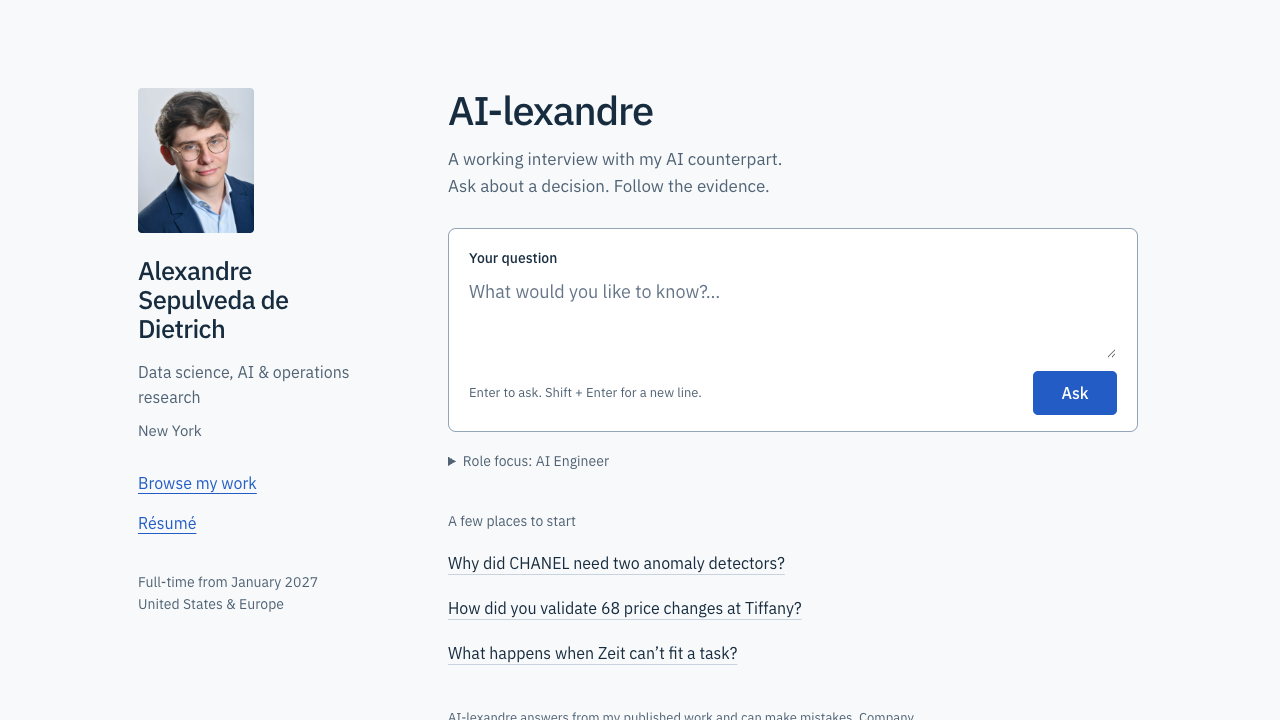 Alexandre
Sepulveda de
Dietrich
Data science, AI & operations
research
New York
Browse my work
Résumé
Full-time from January 2027
United States & Europe
AI-lexandre
A working interview with my AI counterpart.
Ask about a decision. Follow the evidence.
Your question
What would you like to know?...
Enter to ask. Shift + Enter for a new line.
Ask
Role focus: AI Engineer
A few places to start
Why did CHANEL need two anomaly detectors?
How did you validate 68 price changes at Tiffany?
What happens when Zeit can’t fit a task?
AI-lexandre answers from my published work and can make mistakes. Company